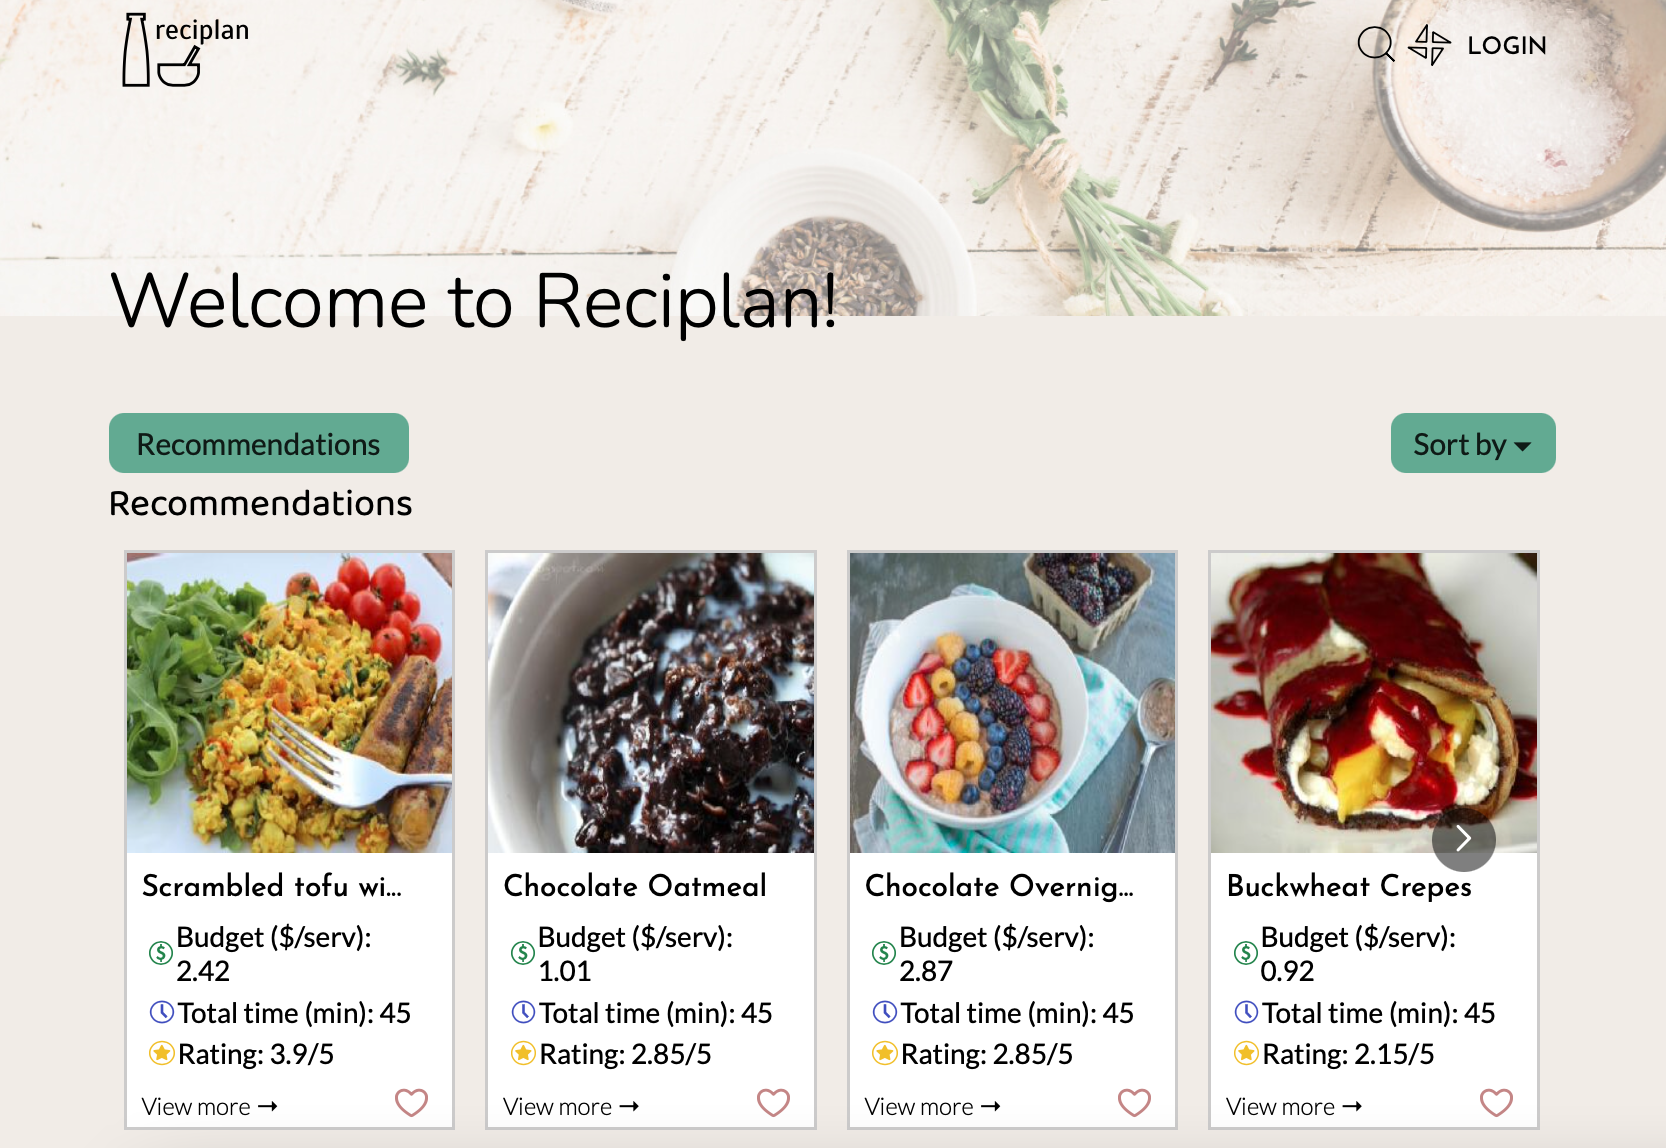 reciplan
LOGIN
Welcome to Reciplan!
Recommendations
Sort by
Recommendations
Scrambled tofu wi...
Budget ($/serv):
2.42
Total time (min): 45
Rating: 3.9/5
View more →
Chocolate Oatmeal
Budget ($/serv):
1.01
Total time (min): 45
Rating: 2.85/5
View more →
Chocolate Overnig...
Budget ($/serv):
2.87
Total time (min): 45
Rating: 2.85/5
View more →
Buckwheat Crepes
Budget ($/serv):
0.92
Total time (min): 45
Rating: 2.15/5
View more →